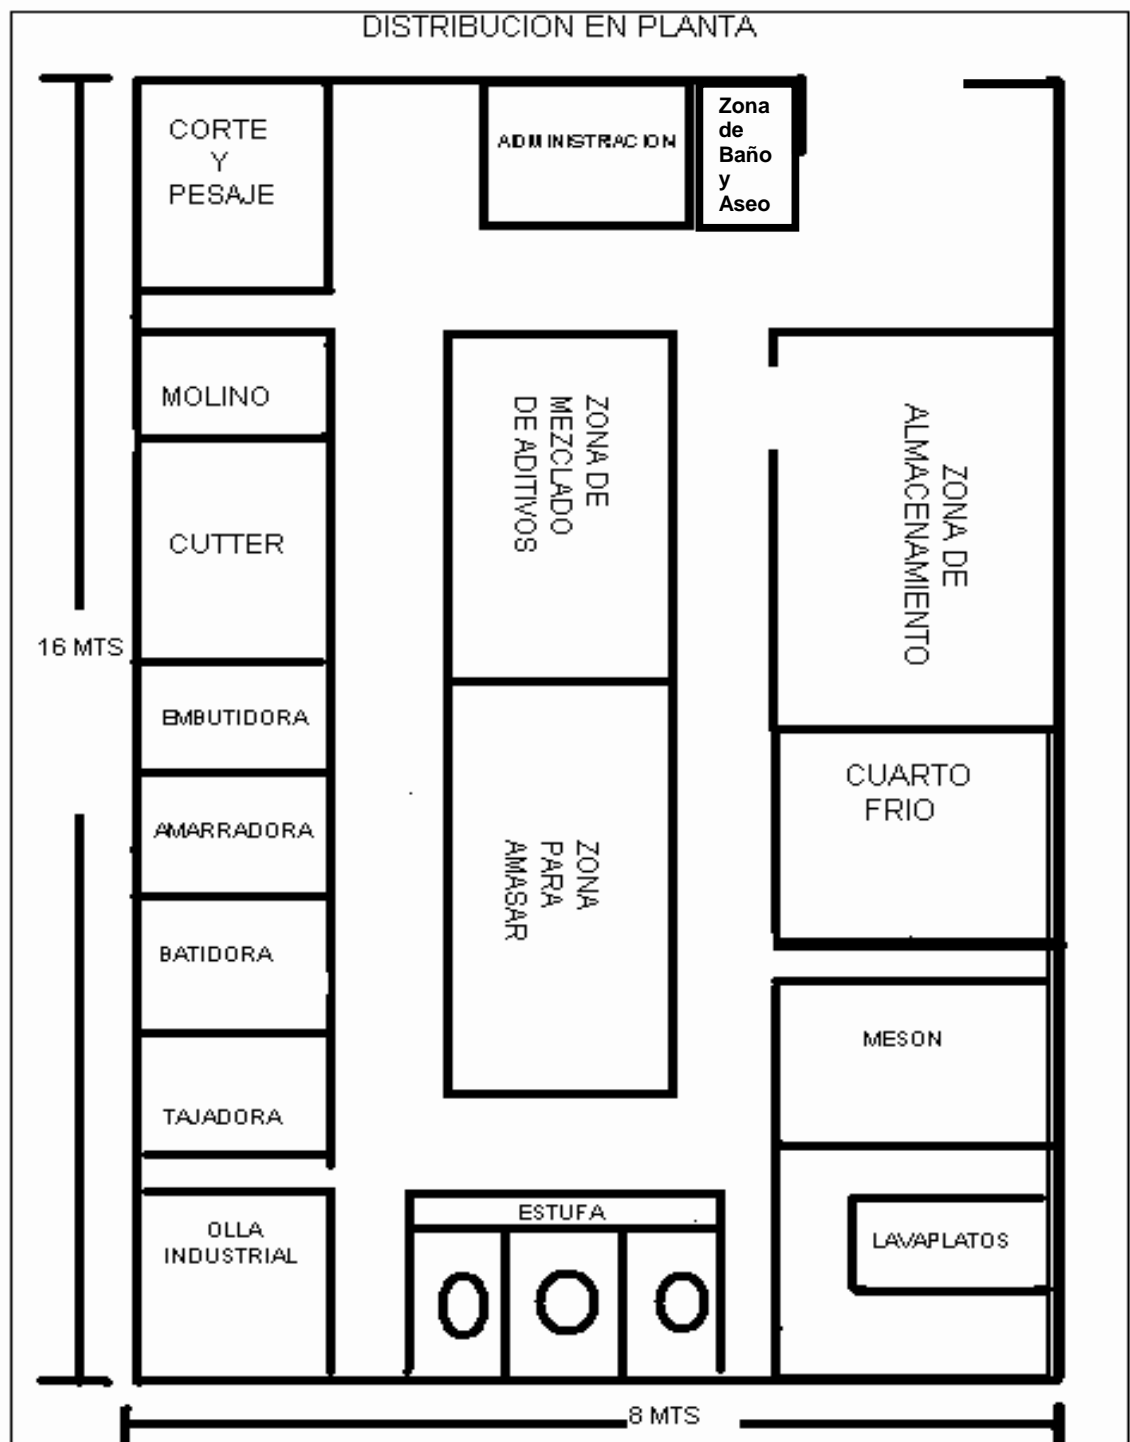 DISTRIBUCION EN PLANTA
CORTE
Y
PESAJE
ADMINISTRACION
Zona
de
Baño
y
Aseo
MOLINO
ZONA DE
MEZCLADO
DE ADITIVOS
ZONA DE
ALMACENAMIENTO
CUTTER
16 MTS
EMBUTIDORA
CUARTO
FRIO
AMARRADORA
ZONA
PARA
AMASAR
BATIDORA
MESON
TAJADORA
ESTUFA
OLLA
INDUSTRIAL
LAVAPLATOS
8 MTS